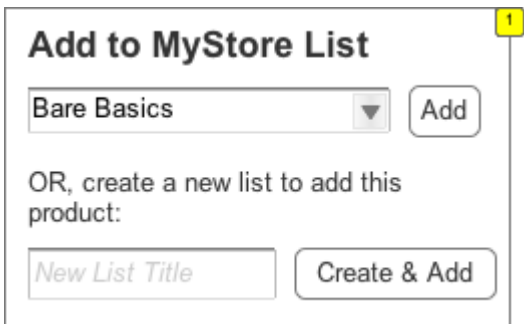 1
Add to MyStore List
Bare Basics Add
OR, create a new list to add this
product:
New List Title Create & Add